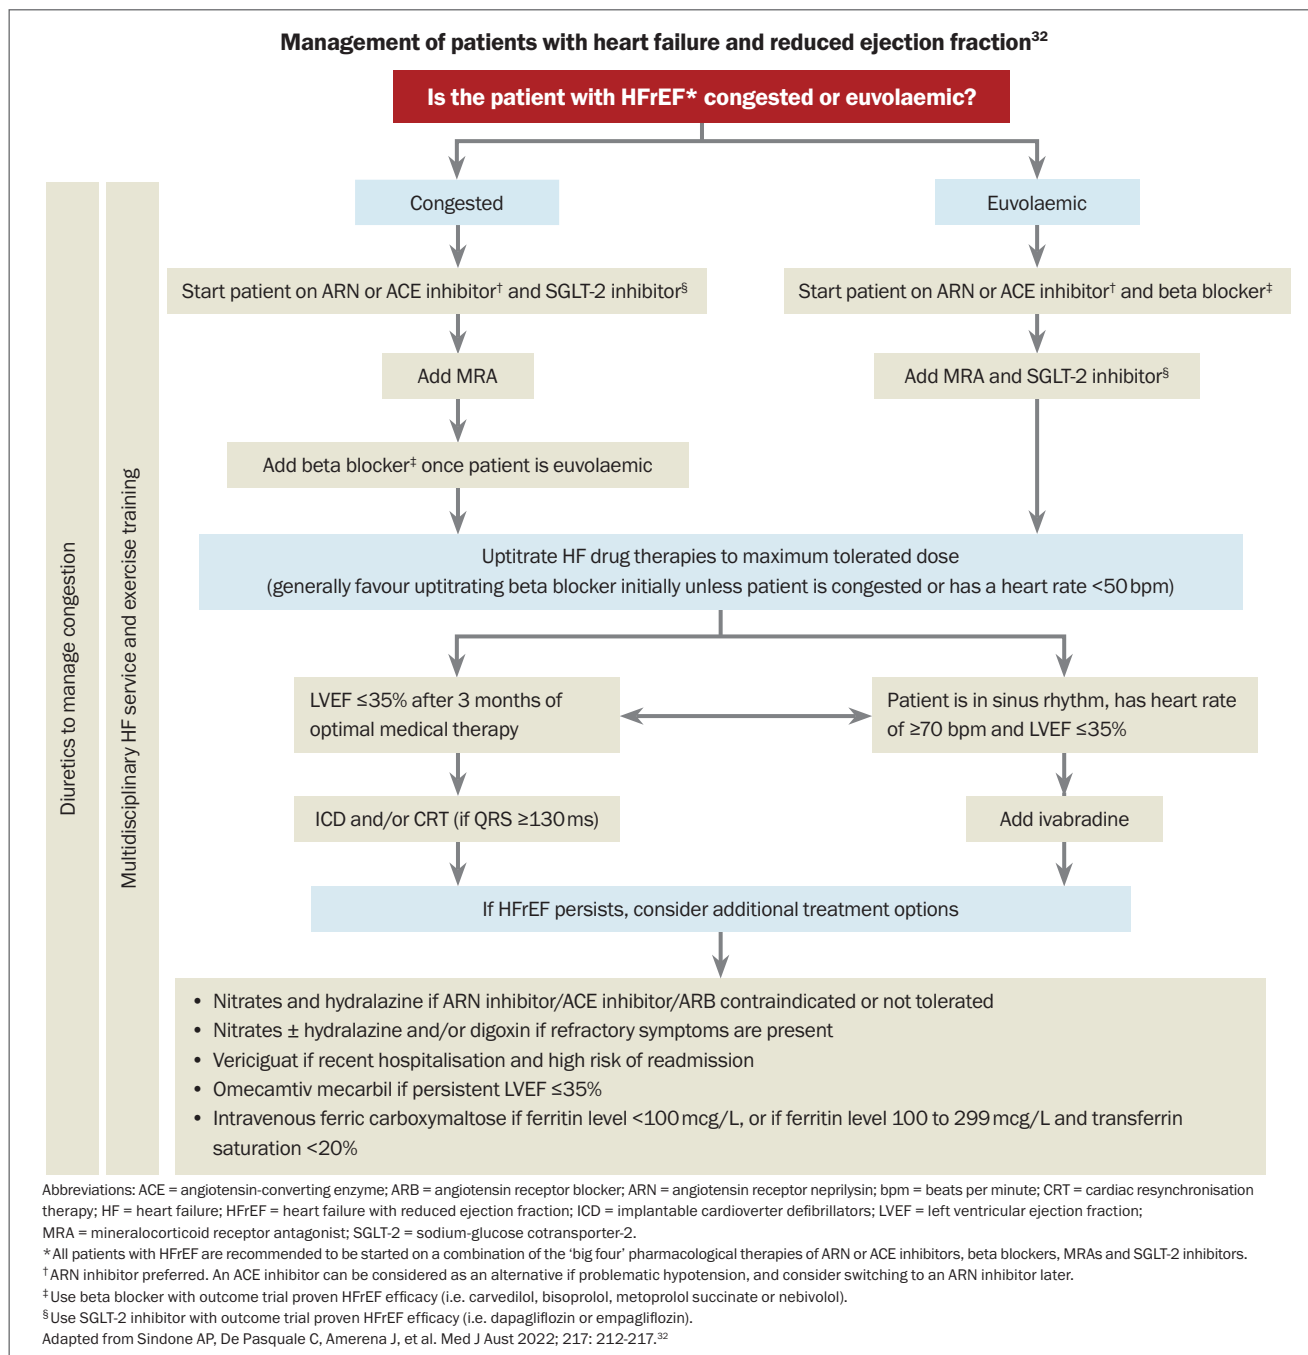 Management of patients with heart failure and reduced ejection fraction³²
Is the patient with HFrEF* congested or euvolaemic?
Congested
Euvolaemic
Start patient on ARN or ACE inhibitor† and SGLT-2 inhibitor§
Start patient on ARN or ACE inhibitor† and beta blocker‡
Add MRA
Add MRA and SGLT-2 inhibitor§
Add beta blocker‡ once patient is euvolaemic
Diuretics to manage congestion
Multidisciplinary HF service and exercise training
Uptitrate HF drug therapies to maximum tolerated dose
(generally favour uptitrating beta blocker initially unless patient is congested or has a heart rate <50 bpm)
LVEF ≤35% after 3 months of
optimal medical therapy
Patient is in sinus rhythm, has heart rate
of ≥70 bpm and LVEF ≤35%
ICD and/or CRT (if QRS ≥130 ms)
Add ivabradine
If HFrEF persists, consider additional treatment options
• Nitrates and hydralazine if ARN inhibitor/ACE inhibitor/ARB contraindicated or not tolerated
• Nitrates ± hydralazine and/or digoxin if refractory symptoms are present
• Vericiguat if recent hospitalisation and high risk of readmission
• Omecamtiv mecarbil if persistent LVEF ≤35%
• Intravenous ferric carboxymaltose if ferritin level <100 mcg/L, or if ferritin level 100 to 299 mcg/L and transferrin
saturation <20%
Abbreviations: ACE = angiotensin-converting enzyme; ARB = angiotensin receptor blocker; ARN = angiotensin receptor neprilysin; bpm = beats per minute; CRT = cardiac resynchronisation
therapy; HF = heart failure; HFrEF = heart failure with reduced ejection fraction; ICD = implantable cardioverter defibrillators; LVEF = left ventricular ejection fraction;
MRA = mineralocorticoid receptor antagonist; SGLT-2 = sodium-glucose cotransporter-2.
* All patients with HFrEF are recommended to be started on a combination of the ‘big four’ pharmacological therapies of ARN or ACE inhibitors, beta blockers, MRAs and SGLT-2 inhibitors.
† ARN inhibitor preferred. An ACE inhibitor can be considered as an alternative if problematic hypotension, and consider switching to an ARN inhibitor later.
‡ Use beta blocker with outcome trial proven HFrEF efficacy (i.e. carvedilol, bisoprolol, metoprolol succinate or nebivolol).
§ Use SGLT-2 inhibitor with outcome trial proven HFrEF efficacy (i.e. dapagliflozin or empagliflozin).
Adapted from Sindone AP, De Pasquale C, Amerena J, et al. Med J Aust 2022; 217: 212-217.³²